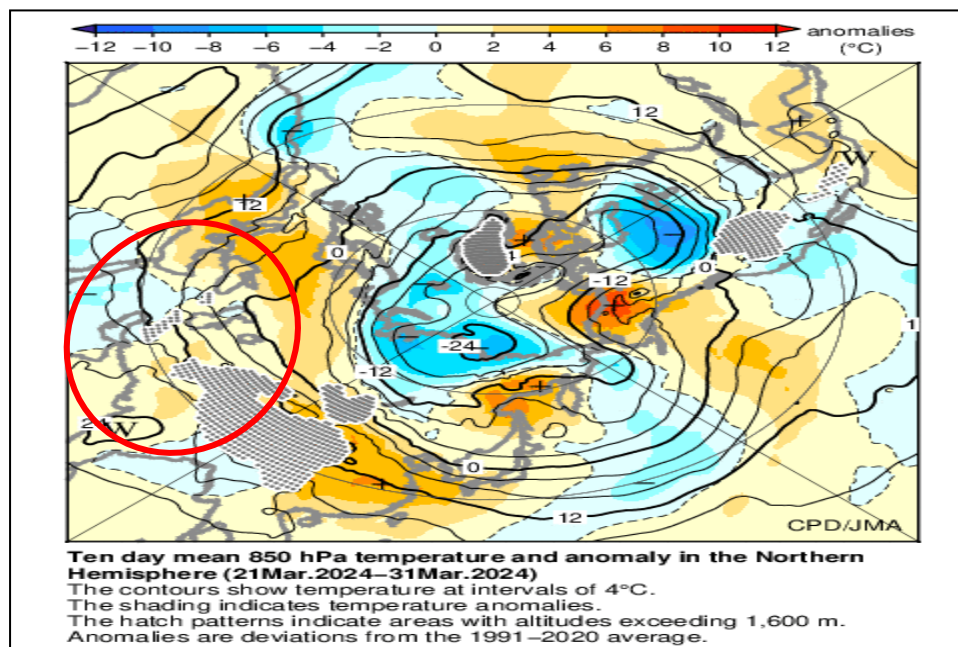 −12 −10 −8 −6 −4 −2 0 2 4 6 8 10 12 anomalies
(°C)
12
W
12
0
0
-12
-24
-12
W
0
12
1
CPD/JMA
Ten day mean 850 hPa temperature and anomaly in the Northern
Hemisphere (21Mar.2024−31Mar.2024)
The contours show temperature at intervals of 4°C.
The shading indicates temperature anomalies.
The hatch patterns indicate areas with altitudes exceeding 1,600 m.
Anomalies are deviations from the 1991−2020 average.